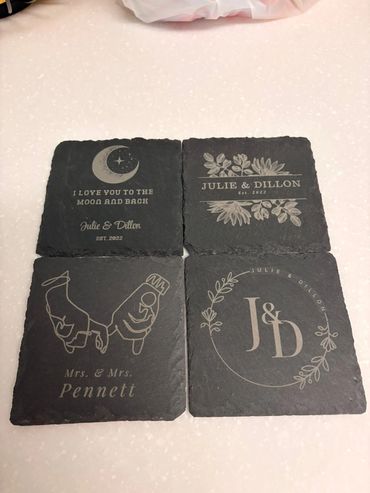 I LOVE YOU TO THE
MOON AND BACK
Julie & Dillon
EST. 2022
JULIE & DILLON
Est. 2022
Mrs. & Mrs.
Pennett
JULIE & DILLON
J&D